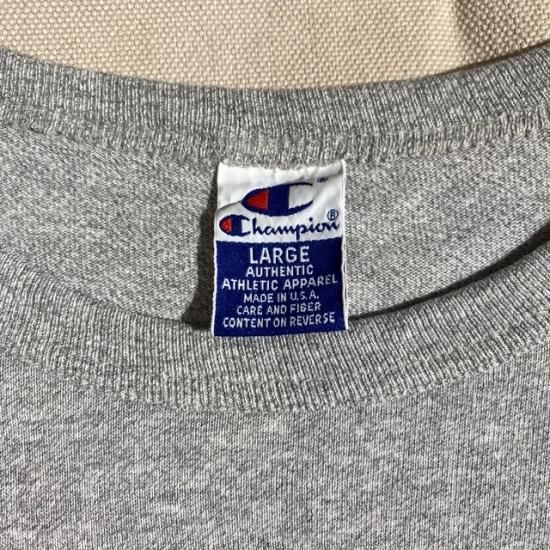 Champion®
LARGE
AUTHENTIC
ATHLETIC APPAREL
MADE IN U.S.A.
CARE AND FIBER
CONTENT ON REVERSE